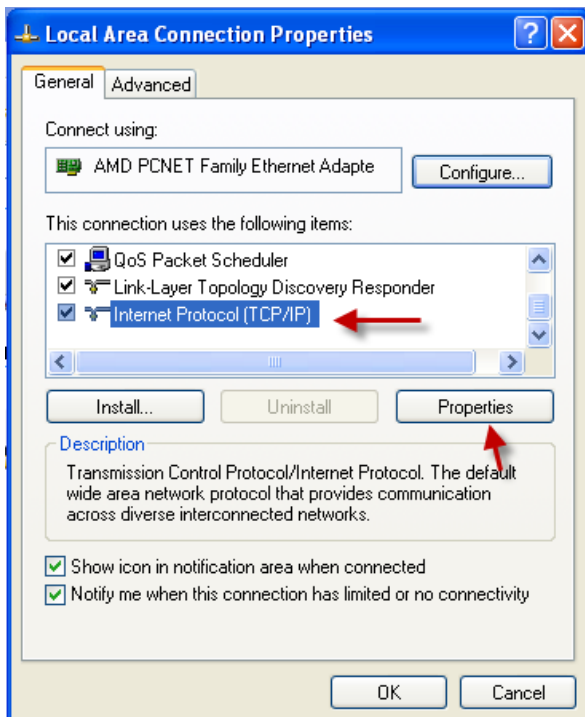 Local Area Connection Properties
General
Advanced
Connect using:
AMD PCNET Family Ethernet Adapte
Configure...
This connection uses the following items:
QoS Packet Scheduler
Link-Layer Topology Discovery Responder
Internet Protocol (TCP/IP)
Install...
Uninstall
Properties
Description
Transmission Control Protocol/Internet Protocol. The default
wide area network protocol that provides communication
across diverse interconnected networks.
Show icon in notification area when connected
Notify me when this connection has limited or no connectivity
OK
Cancel